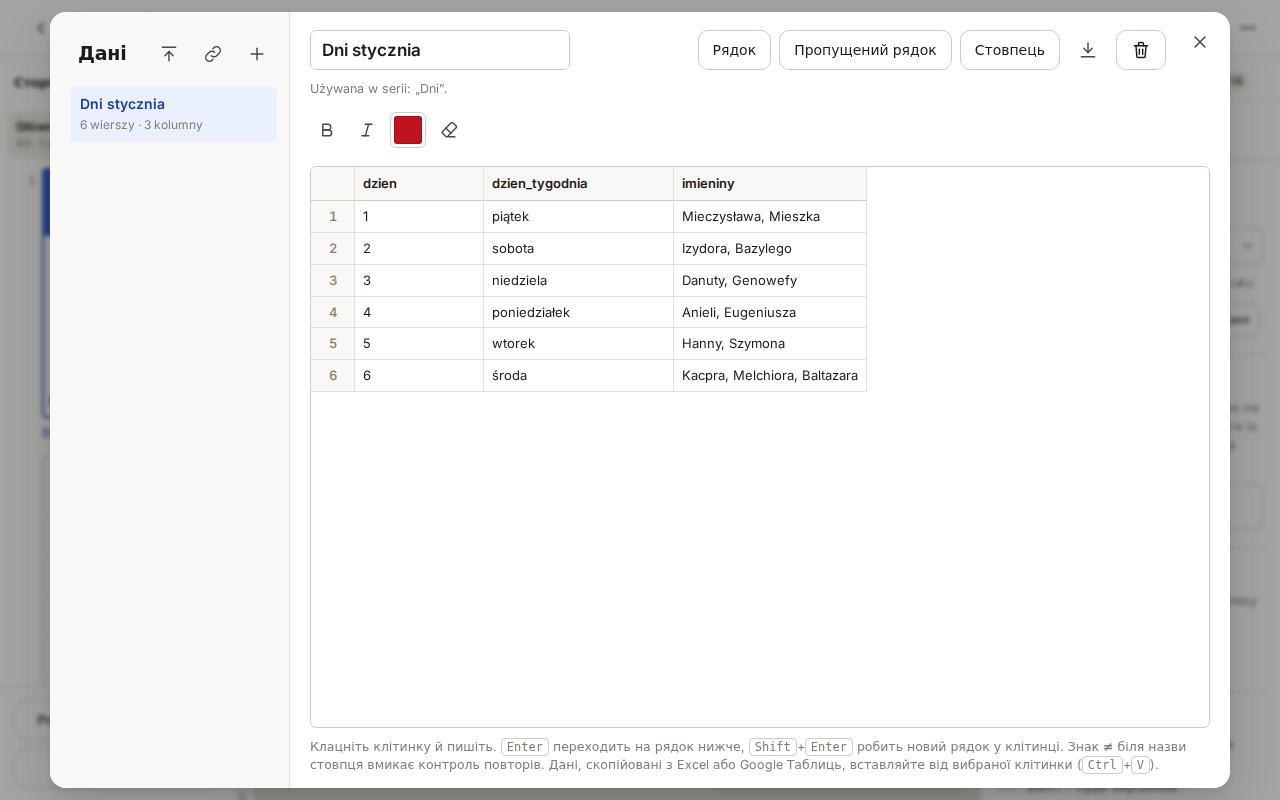 Дані
Dni stycznia
6 wierszy · 3 kolumny
Dni stycznia
Рядок
Пропущений рядок
Стовпець
Używana w serii: „Dni”.
dzien dzien_tygodnia imieniny
1 1 piątek Mieczysława, Mieszka
2 2 sobota Izydora, Bazylego
3 3 niedziela Danuty, Genowefy
4 4 poniedziałek Anieli, Eugeniusza
5 5 wtorek Hanny, Szymona
6 6 środa Kacpra, Melchiora, Baltazara
Клацніть клітинку й пишіть. Enter переходить на рядок нижче, Shift+Enter робить новий рядок у клітинці. Знак ≠ біля назви
стовпця вмикає контроль повторів. Дані, скопійовані з Excel або Google Таблиць, вставляйте від вибраної клітинки (Ctrl+V).